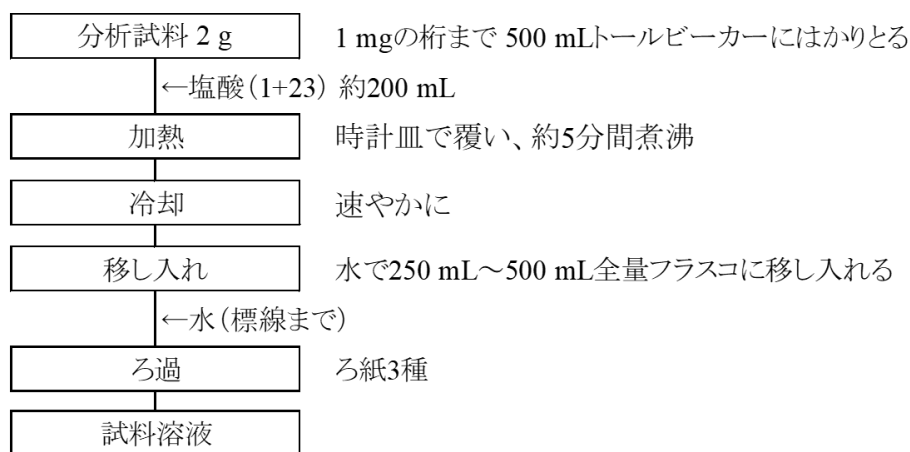 分析試料 2 g 1 mgの桁まで 500 mLトールビーカーにはかりとる
←塩酸(1+23) 約200 mL
加熱 時計皿で覆い、約5分間煮沸
冷却 速やかに
移し入れ 水で250 mL～500 mL全量フラスコに移し入れる
←水(標線まで)
ろ過 ろ紙3種
試料溶液